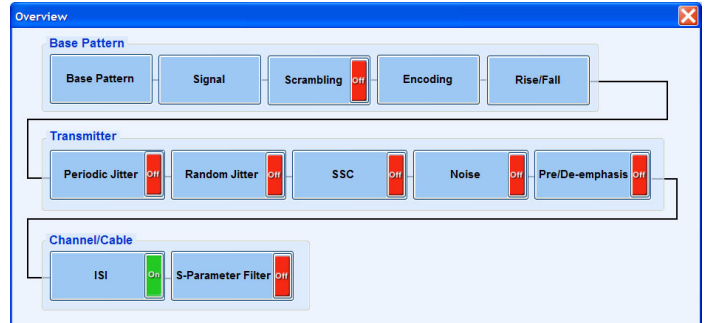 Overview
Base Pattern
Base Pattern Signal Scrambling Off Encoding Rise/Fall
Transmitter
Periodic Jitter Off Random Jitter Off SSC Off Noise Off Pre/De-emphasis Off
Channel/Cable
ISI On S-Parameter Filter Off